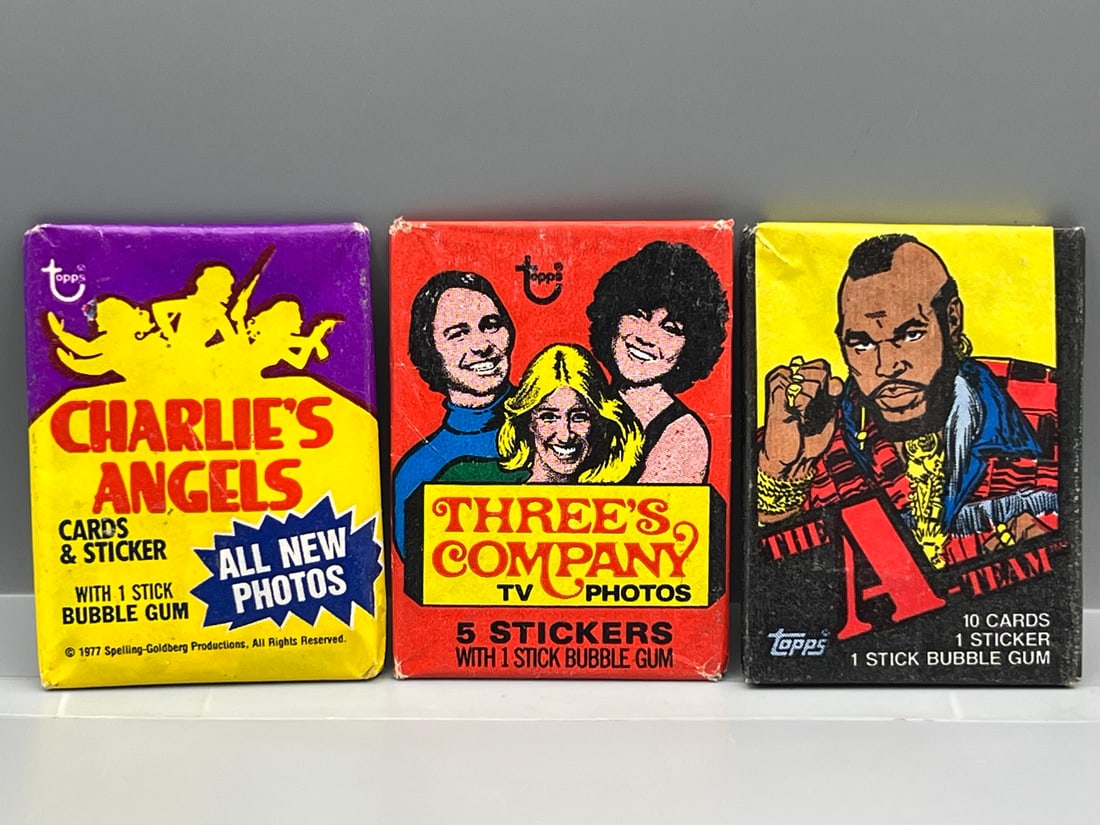 topps
CHARLIE'S
ANGELS
CARDS
& STICKER
WITH 1 STICK
BUBBLE GUM
ALL NEW
PHOTOS
© 1977 Spelling-Goldberg Productions, All Rights Reserved.
topps®
THREE'S
COMPANY
TV PHOTOS
5 STICKERS
WITH 1 STICK BUBBLE GUM
THE A-TEAM™
topps®
10 CARDS
1 STICKER
1 STICK BUBBLE GUM